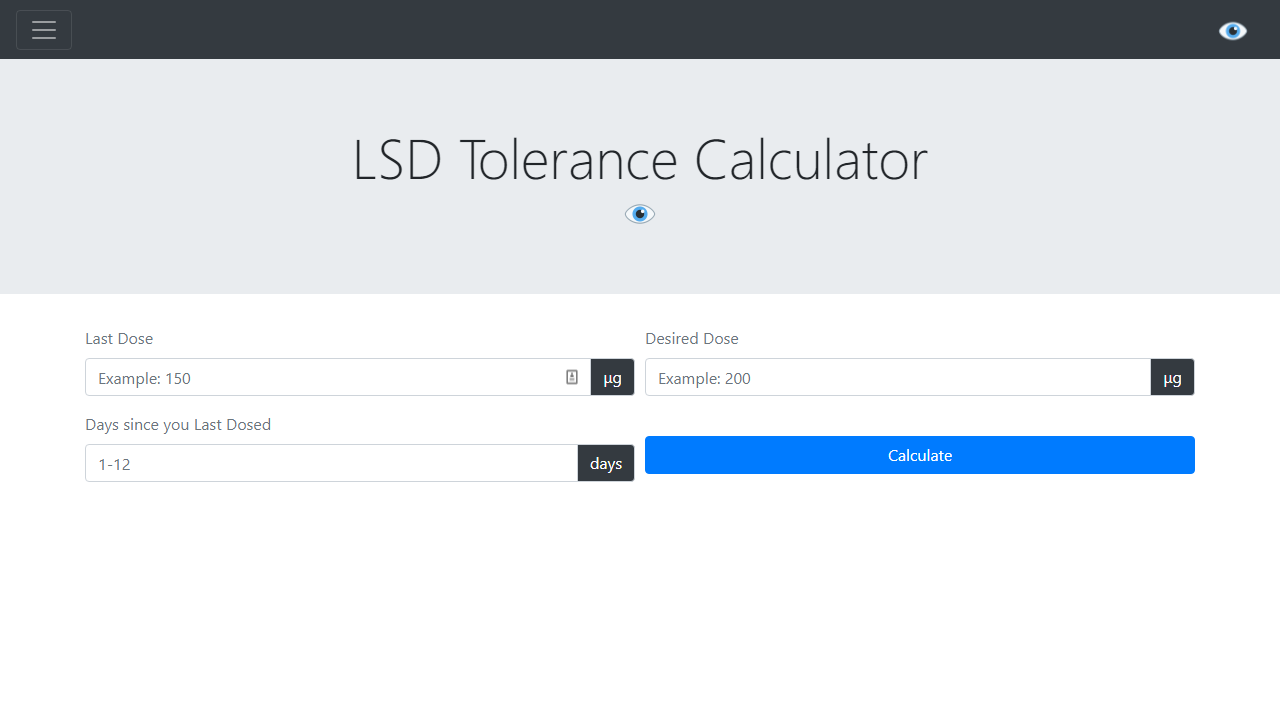 LSD Tolerance Calculator
Last Dose
Desired Dose
Example: 150 µg
Example: 200 µg
Days since you Last Dosed
1-12 days
Calculate